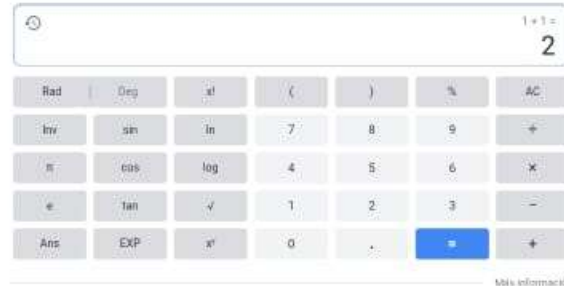 1 + 1 =
2
Rad | Deg x! ( ) % AC
Inv sin ln 7 8 9 ÷
π cos log 4 5 6 ×
e tan √ 1 2 3 −
Ans EXP xʸ 0 . = +
Más informació